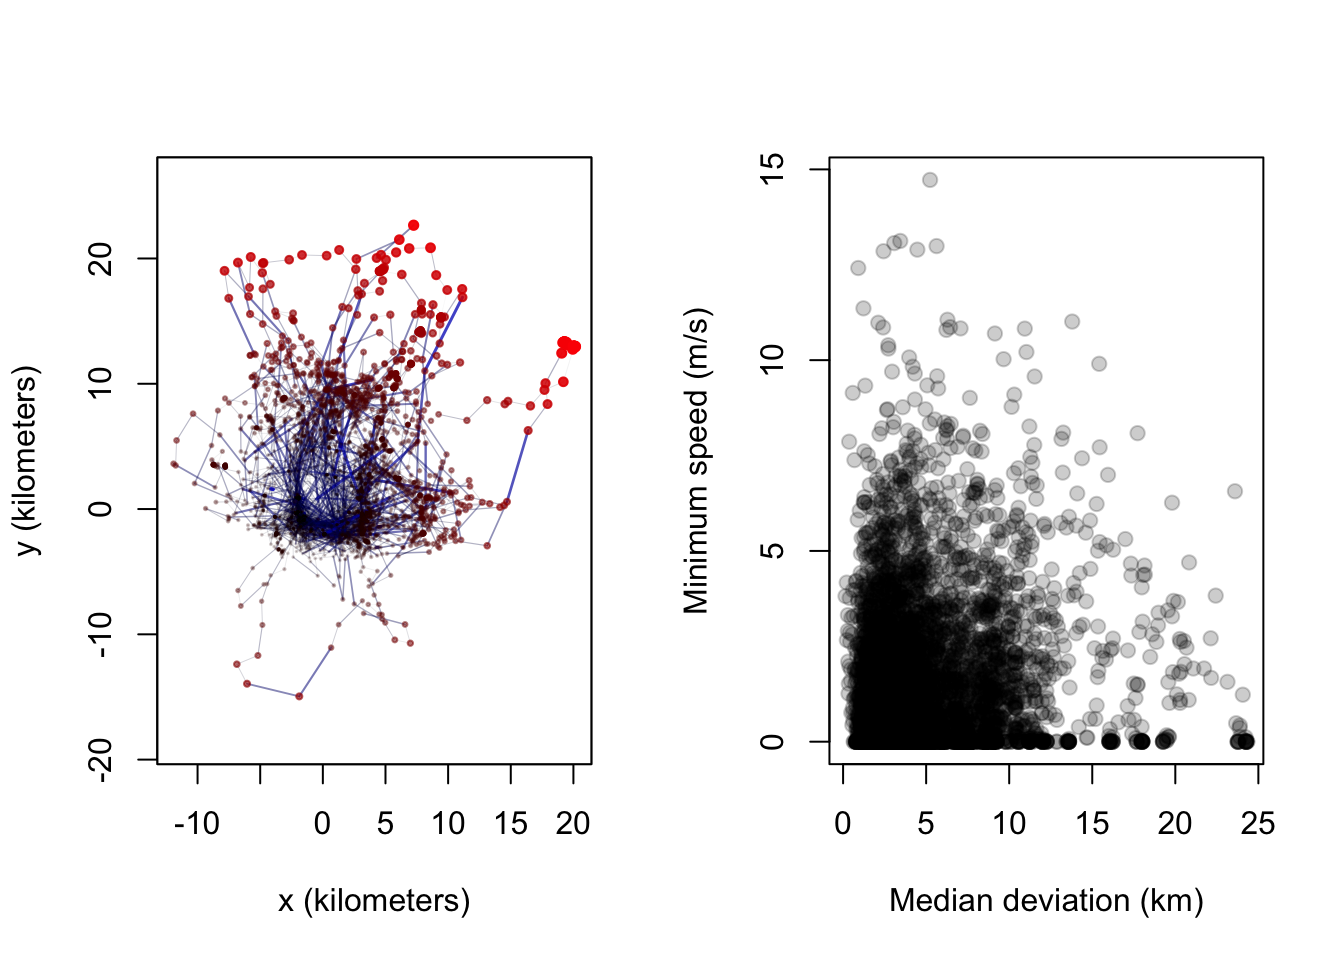 y (kilometers)
20
10
0
-10
-20
-10 0 5 10 15 20
x (kilometers)
Minimum speed (m/s)
15
10
5
0
0 5 10 15 20 25
Median deviation (km)